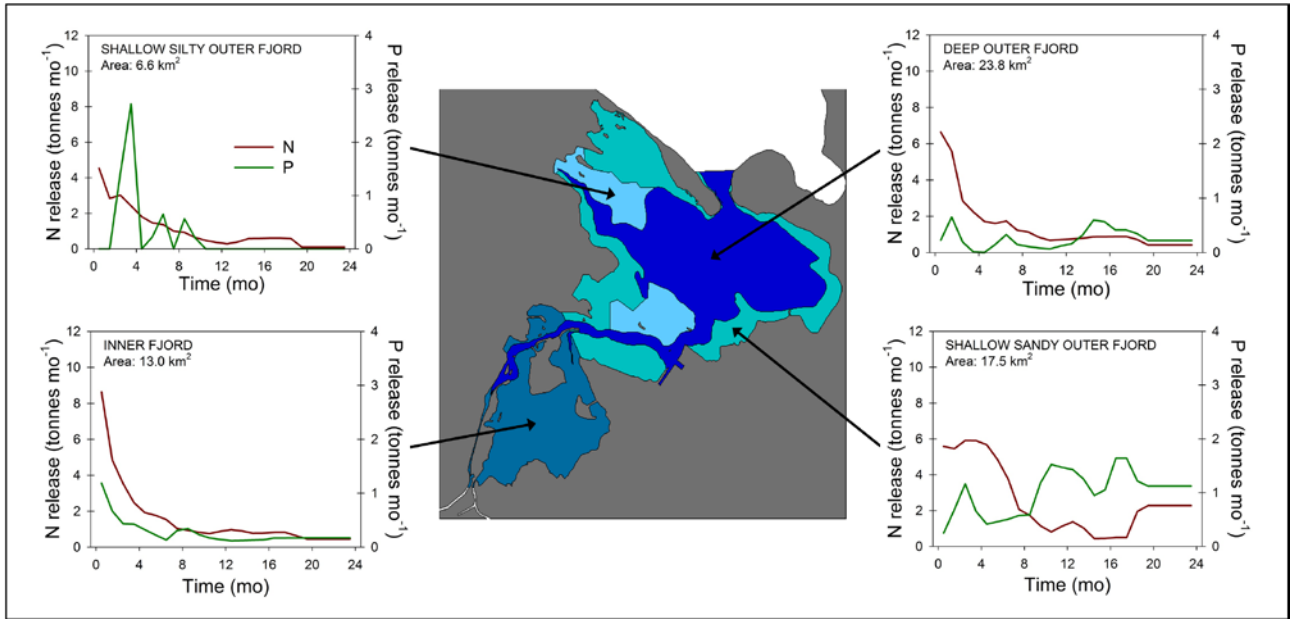 SHALLOW SILTY OUTER FJORD
Area: 6.6 km²
N release (tonnes mo⁻¹)
P release (tonnes mo⁻¹)
12
10
8
6
4
2
0
4
3
2
1
0
N
P
0 4 8 12 16 20 24
Time (mo)
DEEP OUTER FJORD
Area: 23.8 km²
N release (tonnes mo⁻¹)
P release (tonnes mo⁻¹)
12
10
8
6
4
2
0
4
3
2
1
0
0 4 8 12 16 20 24
Time (mo)
INNER FJORD
Area: 13.0 km²
N release (tonnes mo⁻¹)
P release (tonnes mo⁻¹)
12
10
8
6
4
2
0
4
3
2
1
0
0 4 8 12 16 20 24
Time (mo)
SHALLOW SANDY OUTER FJORD
Area: 17.5 km²
N release (tonnes mo⁻¹)
P release (tonnes mo⁻¹)
12
10
8
6
4
2
0
4
3
2
1
0
0 4 8 12 16 20 24
Time (mo)